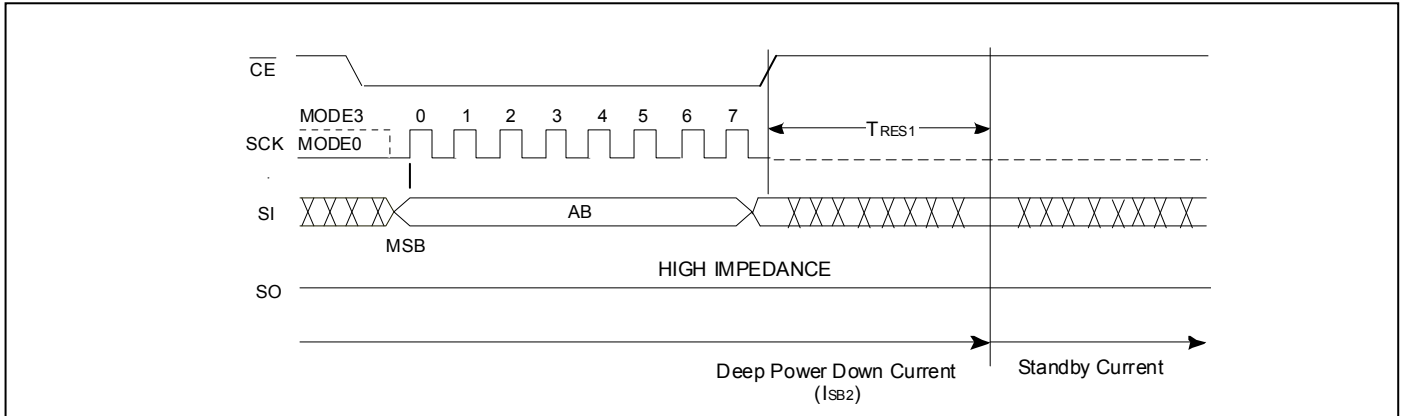 CE
MODE3 0 1 2 3 4 5 6 7
TRES1
SCK MODE0
SI AB
MSB
HIGH IMPEDANCE
SO
Deep Power Down Current Standby Current
(ISB2)